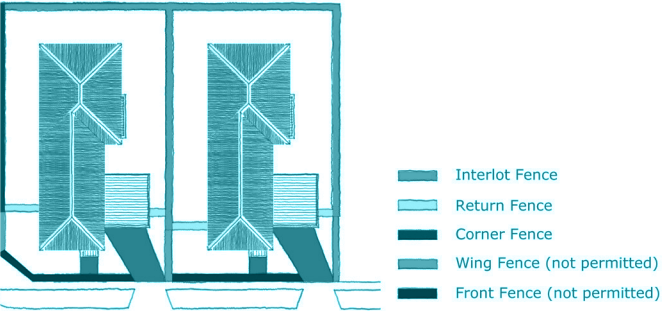 Interlot Fence
Return Fence
Corner Fence
Wing Fence (not permitted)
Front Fence (not permitted)